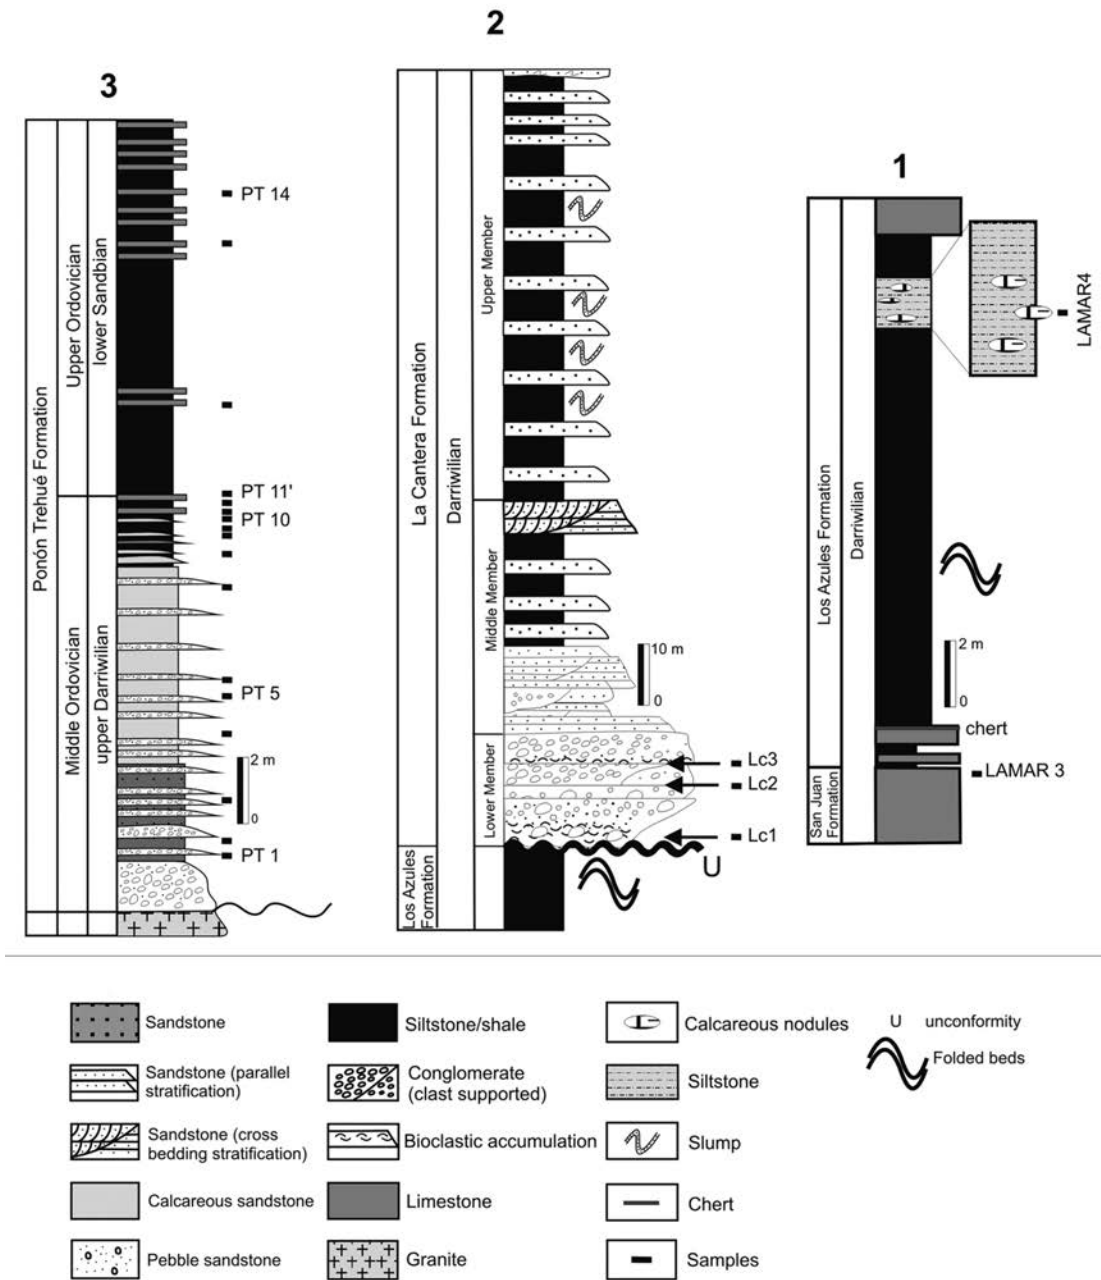 2
3
1
PT 14
PT 11'
PT 10
PT 5
PT 1
2 m
0
Ponón Trehué Formation
Upper Ordovician
lower Sandbian
Middle Ordovician
upper Darriwilian
La Cantera Formation
Los Azules
Formation
Darriwilian
Upper Member
Middle Member
Lower Member
10 m
0
Lc3
Lc2
Lc1
U
Los Azules Formation
San Juan
Formation
Darriwilian
LAMAR4
2 m
0
chert
LAMAR 3
Sandstone
Sandstone (parallel
stratification)
Sandstone (cross
bedding stratification)
Calcareous sandstone
Pebble sandstone
Siltstone/shale
Conglomerate
(clast supported)
Bioclastic accumulation
Limestone
Granite
Calcareous nodules
Siltstone
Slump
Chert
Samples
U unconformity
Folded beds